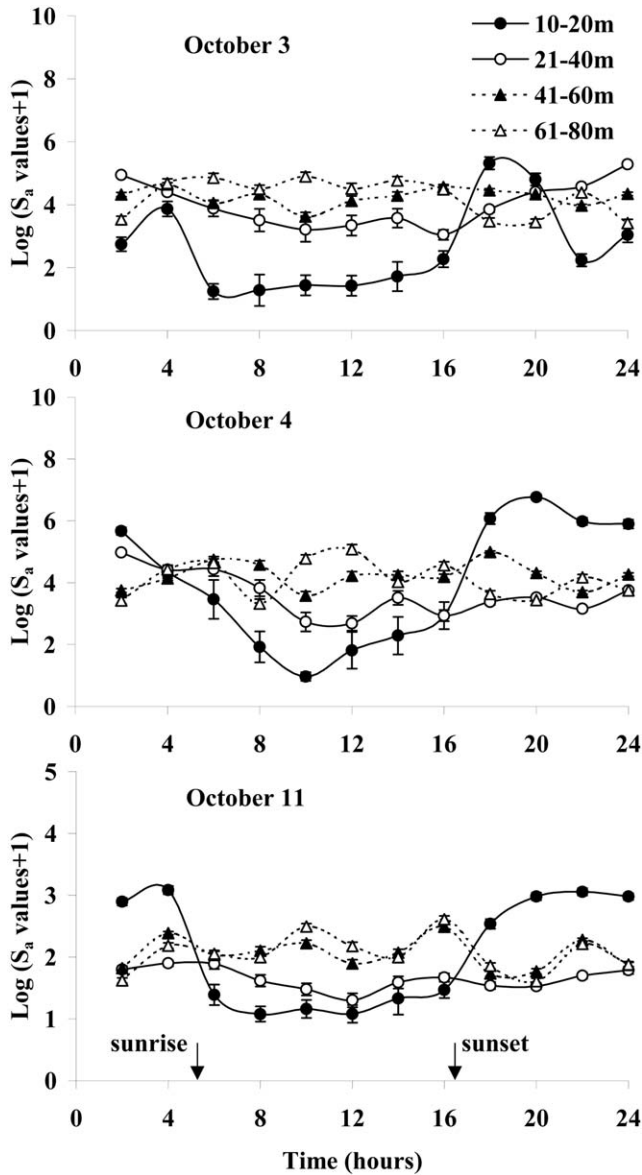 October 3
10-20m
21-40m
41-60m
61-80m
Log (Sa values+1)
10
8
6
4
2
0
0 4 8 12 16 20 24
October 4
Log (Sa values+1)
10
8
6
4
2
0
0 4 8 12 16 20 24
October 11
Log (Sa values+1)
5
4
3
2
1
0
sunrise
sunset
0 4 8 12 16 20 24
Time (hours)